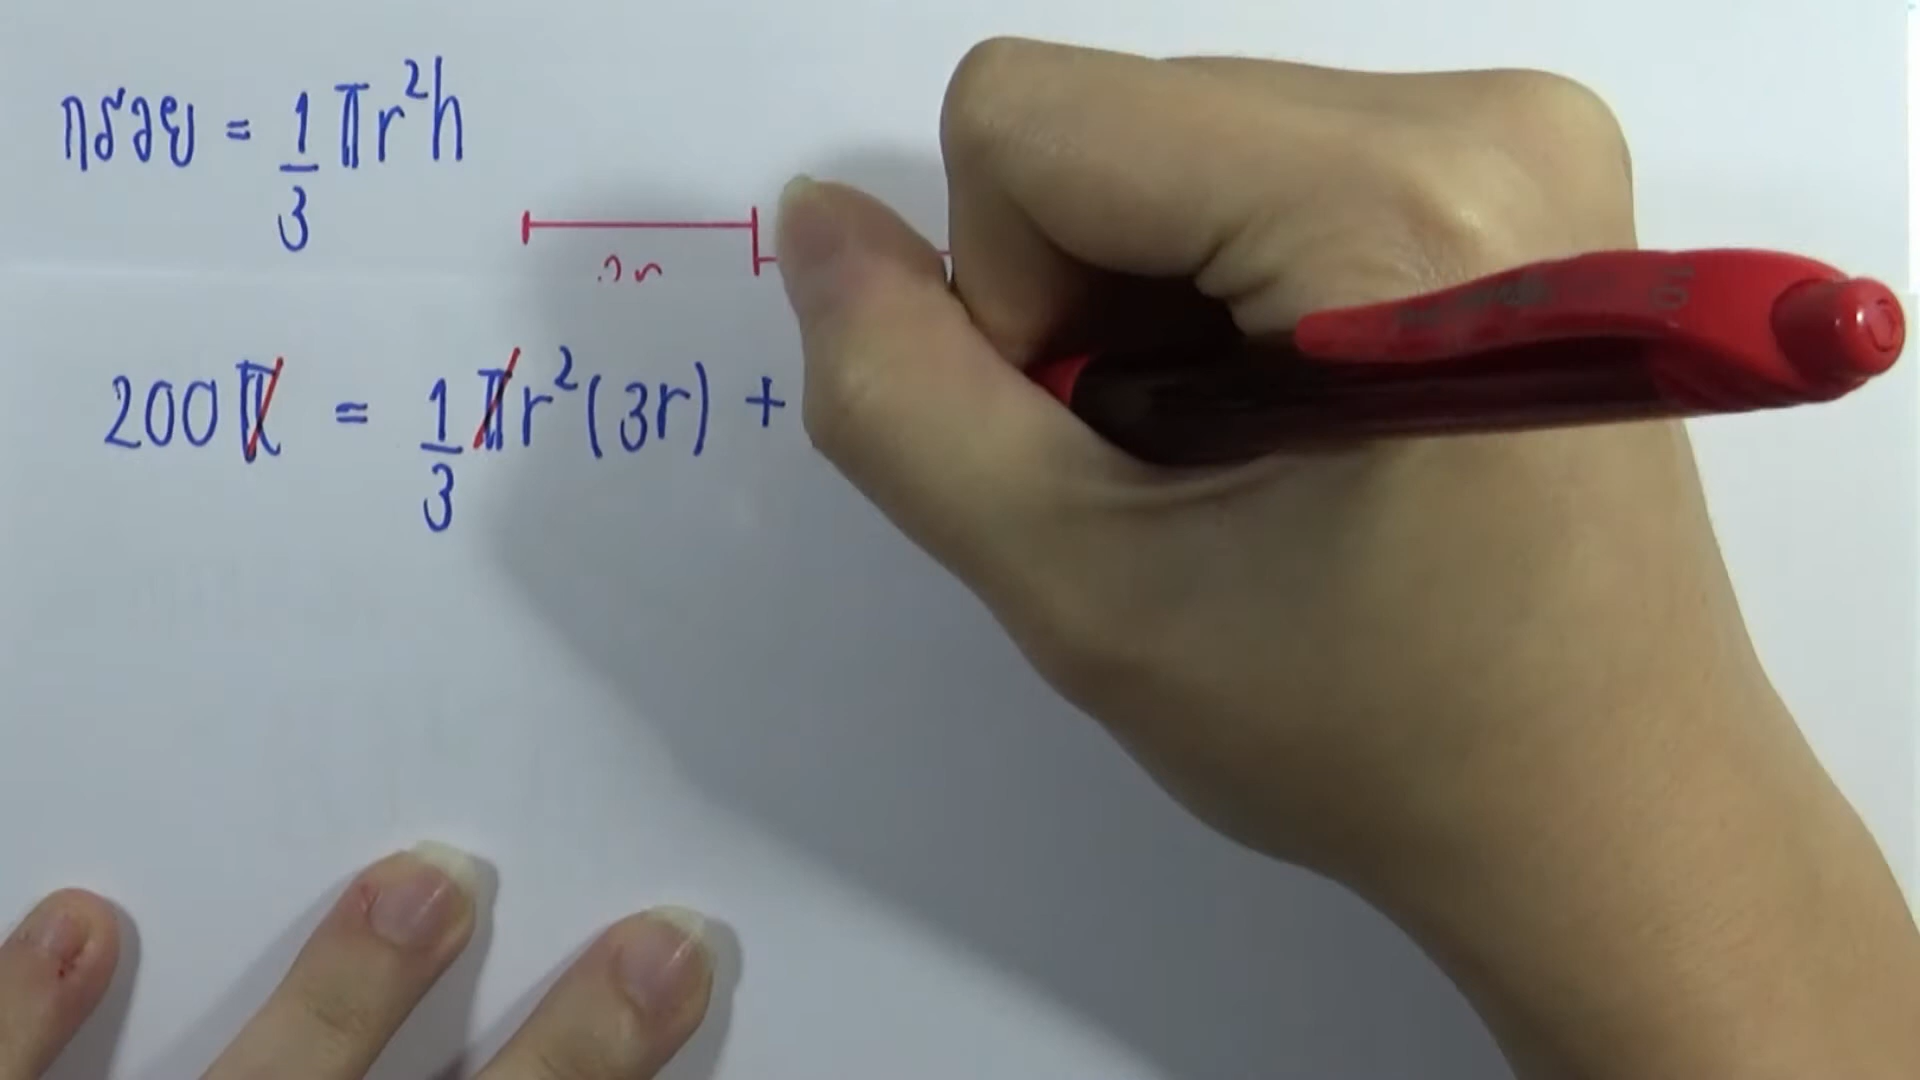 กรวย = 1/3 πr²h
200π = 1/3 πr²(3r) +